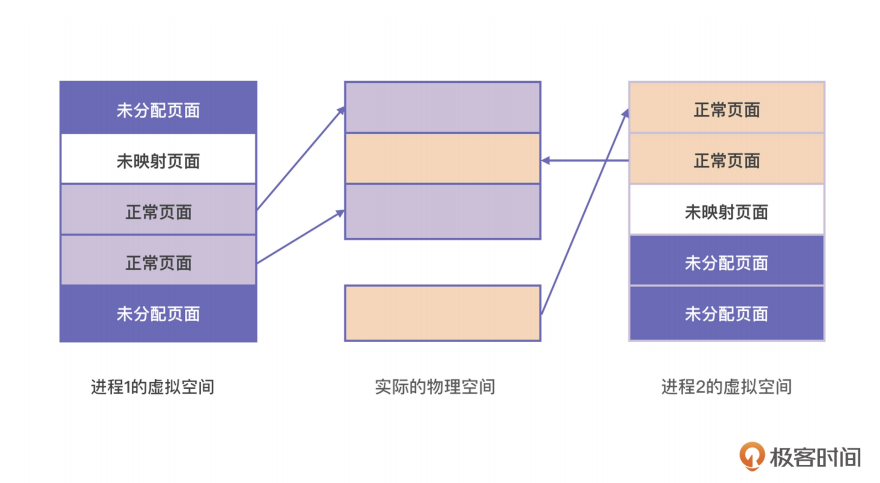 未分配页面
未映射页面
正常页面
正常页面
未分配页面
进程1的虚拟空间
实际的物理空间
正常页面
正常页面
未映射页面
未分配页面
未分配页面
进程2的虚拟空间
极客时间